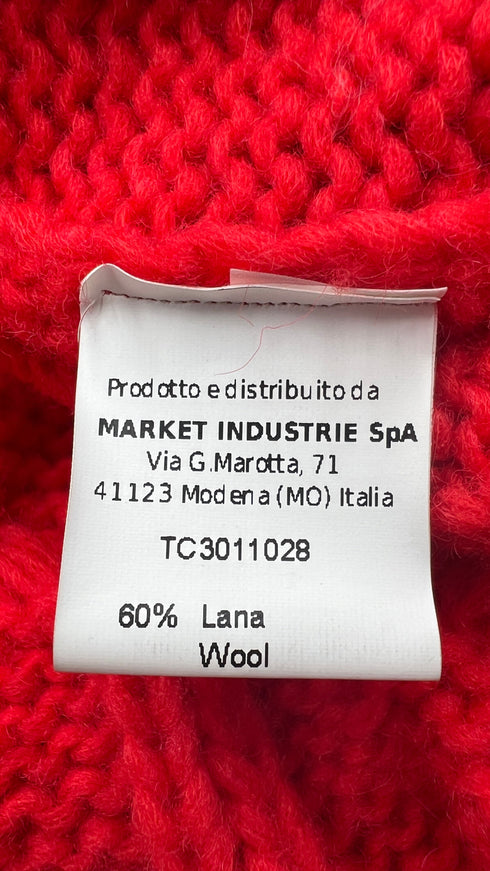 Prodotto e distribuito da
MARKET INDUSTRIE SpA
Via G.Marotta, 71
41123 Modena (MO) Italia
TC3011028
60% Lana
Wool